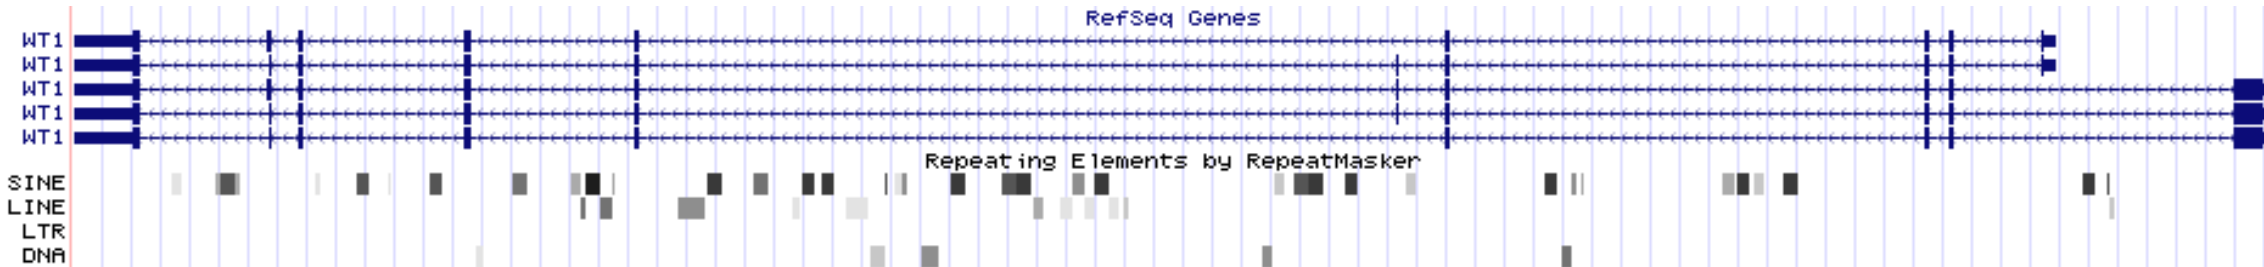 RefSeq Genes
WT1
WT1
WT1
WT1
WT1
Repeating Elements by RepeatMasker
SINE
LINE
LTR
DNA